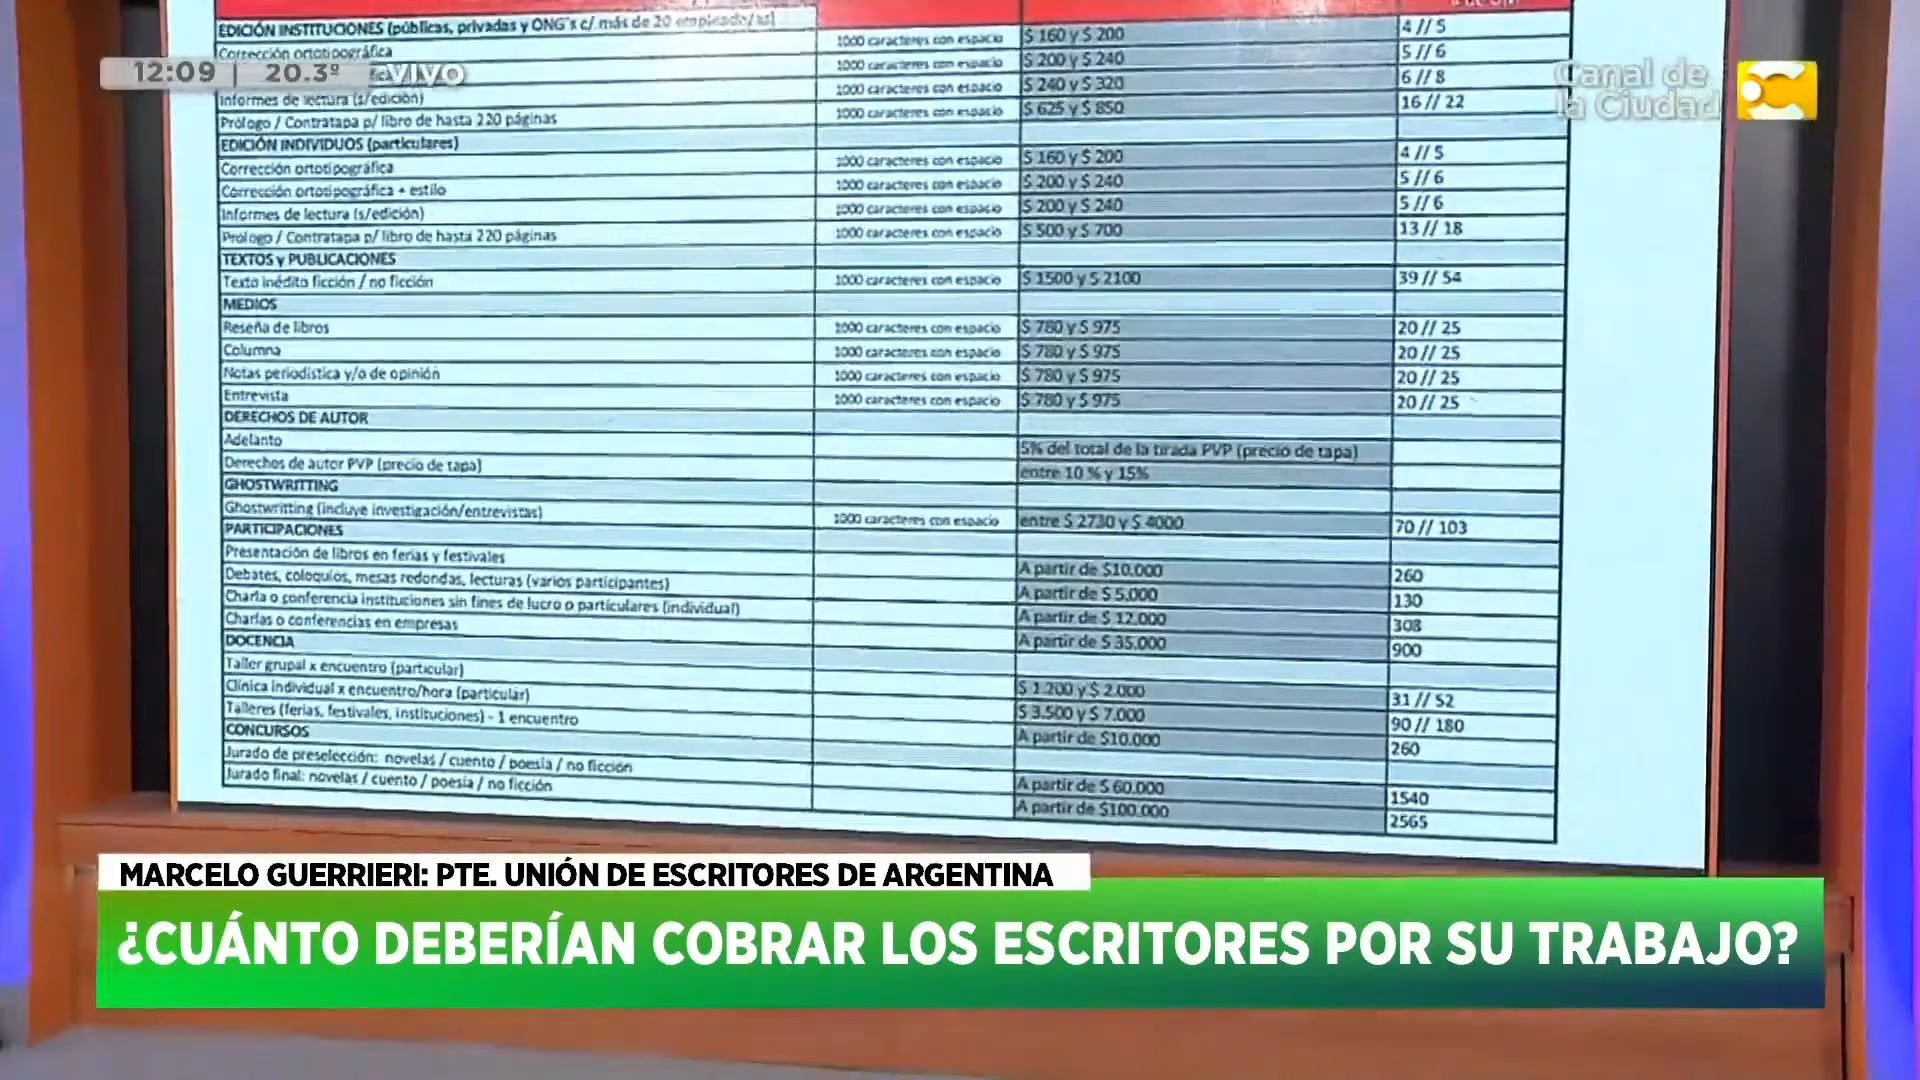 EDICIÓN INSTITUCIONES (públicas, privadas y ONG's c/ más de 20 empleado/as)
Corrección ortotipográfica 1000 caracteres con espacio $ 160 y $ 200 4 // 5
1000 caracteres con espacio $ 200 y $ 240 5 // 6
Informes de lectura (s/edición) 1000 caracteres con espacio $ 240 y $ 320 6 // 8
Prólogo / Contratapa p/ libro de hasta 220 páginas 1000 caracteres con espacio $ 625 y $ 850 16 // 22
12:09 | 20.3º VIVO
Canal de
la Ciudad
EDICIÓN INDIVIDUOS (particulares)
Corrección ortotipográfica 1000 caracteres con espacio $ 160 y $ 200 4 // 5
Corrección ortotipográfica + estilo 1000 caracteres con espacio $ 200 y $ 240 5 // 6
Informes de lectura (s/edición) 1000 caracteres con espacio $ 200 y $ 240 5 // 6
Prólogo / Contratapa p/ libro de hasta 220 páginas 1000 caracteres con espacio $ 500 y $ 700 13 // 18
TEXTOS y PUBLICACIONES
Texto inédito ficción / no ficción 1000 caracteres con espacio $ 1500 y $ 2100 39 // 54
MEDIOS
Reseña de libros 1000 caracteres con espacio $ 780 y $ 975 20 // 25
Columna 1000 caracteres con espacio $ 780 y $ 975 20 // 25
Notas periodística y/o de opinión 1000 caracteres con espacio $ 780 y $ 975 20 // 25
Entrevista 1000 caracteres con espacio $ 780 y $ 975 20 // 25
DERECHOS DE AUTOR
Adelanto 5% del total de la tirada PVP (precio de tapa)
Derechos de autor PVP (precio de tapa) entre 10 % y 15%
GHOSTWRITTING
Ghostwritting (incluye investigación/entrevistas) 1000 caracteres con espacio entre $ 2730 y $ 4000 70 // 103
PARTICIPACIONES
Presentación de libros en ferias y festivales A partir de $10.000 260
Debates, coloquios, mesas redondas, lecturas (varios participantes) A partir de $ 5.000 130
Charla o conferencia instituciones sin fines de lucro o particulares (individual) A partir de $ 12.000 308
Charlas o conferencias en empresas A partir de $ 35.000 900
DOCENCIA
Taller grupal x encuentro (particular) $ 1.200 y $ 2.000 31 // 52
Clínica individual x encuentro/hora (particular) $ 3.500 y $ 7.000 90 // 180
Talleres (ferias, festivales, instituciones) - 1 encuentro A partir de $10.000 260
CONCURSOS
Jurado de preselección: novelas / cuento / poesía / no ficción A partir de $ 60.000 1540
Jurado final: novelas / cuento / poesía / no ficción A partir de $100.000 2565
MARCELO GUERRIERI: PTE. UNIÓN DE ESCRITORES DE ARGENTINA
¿CUÁNTO DEBERÍAN COBRAR LOS ESCRITORES POR SU TRABAJO?